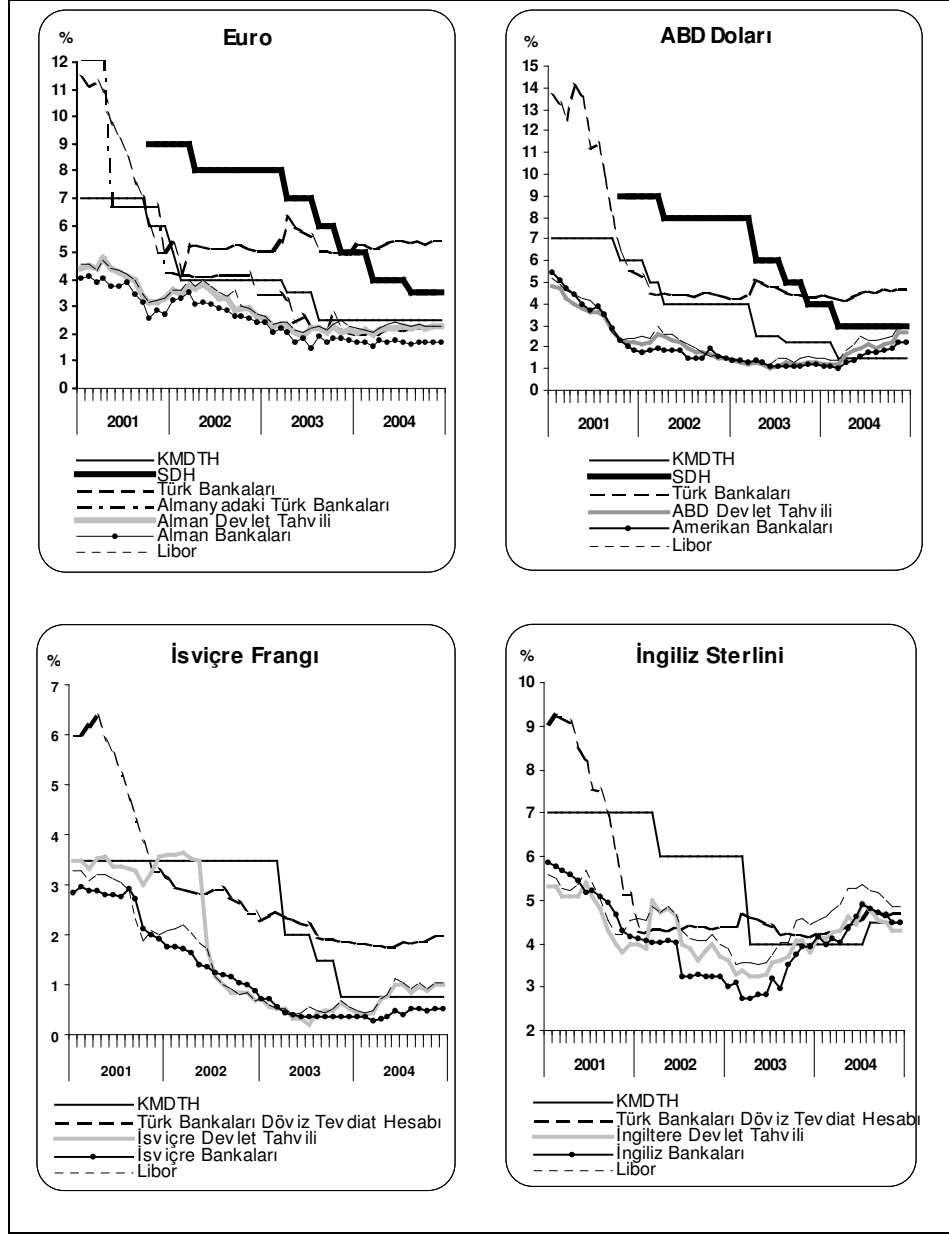 Euro
%
12
11
10
9
8
7
6
5
4
3
2
1
0
2001 2002 2003 2004
KMDTH
SDH
Türk Bankaları
Almanyadaki Türk Bankaları
Alman Devlet Tahvili
Alman Bankaları
Libor
ABD Doları
%
15
14
13
12
11
10
9
8
7
6
5
4
3
2
1
0
2001 2002 2003 2004
KMDTH
SDH
Türk Bankaları
ABD Devlet Tahvili
Amerikan Bankaları
Libor
İsviçre Frangı
%
7
6
5
4
3
2
1
0
2001 2002 2003 2004
KMDTH
Türk Bankaları Döviz Tevdiat Hesabı
İsviçre Devlet Tahvili
İsviçre Bankaları
Libor
İngiliz Sterlini
%
10
9
8
7
6
5
4
3
2
2001 2002 2003 2004
KMDTH
Türk Bankaları Döviz Tevdiat Hesabı
İngiltere Devlet Tahvili
İngiliz Bankaları
Libor